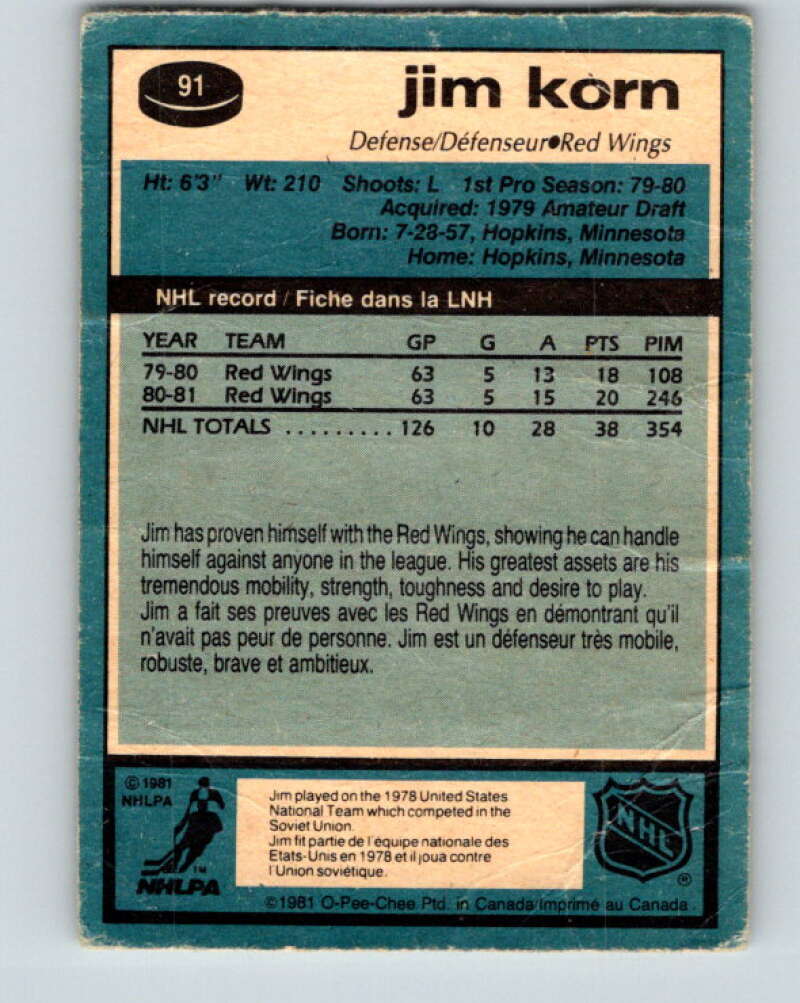 91
jim korn
Defense/Défenseur●Red Wings
Ht: 6'3" Wt: 210 Shoots: L 1st Pro Season: 79-80
Acquired: 1979 Amateur Draft
Born: 7-28-57, Hopkins, Minnesota
Home: Hopkins, Minnesota
NHL record / Fiche dans la LNH
YEAR TEAM GP G A PTS PIM
79-80 Red Wings 63 5 13 18 108
80-81 Red Wings 63 5 15 20 246
NHL TOTALS .......... 126 10 28 38 354
Jim has proven himself with the Red Wings, showing he can handle
himself against anyone in the league. His greatest assets are his
tremendous mobility, strength, toughness and desire to play.
Jim a fait ses preuves avec les Red Wings en démontrant qu'il
n'avait pas peur de personne. Jim est un défenseur très mobile,
robuste, brave et ambitieux.
© 1981
NHLPA
TM
NHLPA
Jim played on the 1978 United States
National Team which competed in the
Soviet Union.
Jim fit partie de l'équipe nationale des
Etats-Unis en 1978 et il joua contre
l'Union soviétique.
NHL
®
©1981 O-Pee-Chee Ptd. in Canada/Imprimé au Canada.